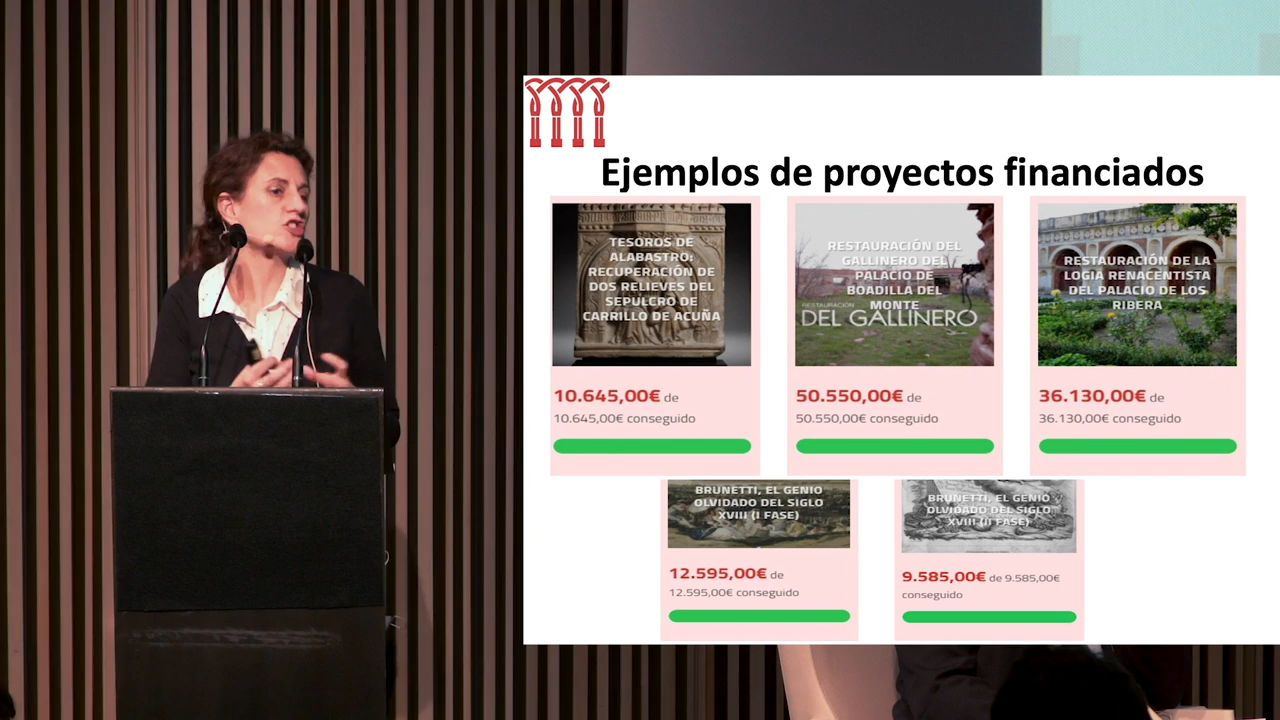 Ejemplos de proyectos financiados
TESOROS DE
ALABASTRO:
RECUPERACIÓN DE
DOS RELIEVES DEL
SEPULCRO DE
CARRILLO DE ACUÑA
10.645,00€ de
10.645,00€ conseguido
RESTAURACIÓN DEL
GALLINERO DEL
PALACIO DE
BOADILLA DEL
MONTE
RESTAURACIÓN
DEL GALLINERO
50.550,00€ de
50.550,00€ conseguido
RESTAURACIÓN DE LA
LOGIA RENACENTISTA
DEL PALACIO DE LOS
RIBERA
36.130,00€ de
36.130,00€ conseguido
BRUNETTI, EL GENIO
OLVIDADO DEL SIGLO
XVIII (I FASE)
12.595,00€ de
12.595,00€ conseguido
BRUNETTI, EL GENIO
OLVIDADO DEL SIGLO
XVIII (II FASE)
9.585,00€ de 9.585,00€
conseguido